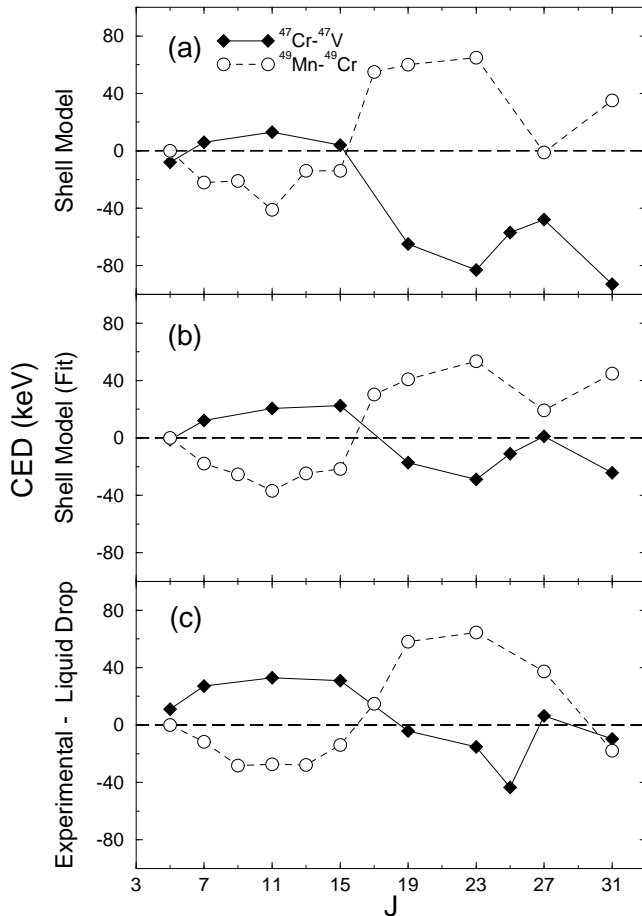 80
40
0
-40
-80
(a)
⁴⁷Cr-⁴⁷V
⁴⁹Mn-⁴⁹Cr
Shell Model
80
40
0
-40
-80
(b)
Shell Model (Fit)
CED (keV)
80
40
0
-40
-80
(c)
Experimental - Liquid Drop
3 7 11 15 19 23 27 31
J